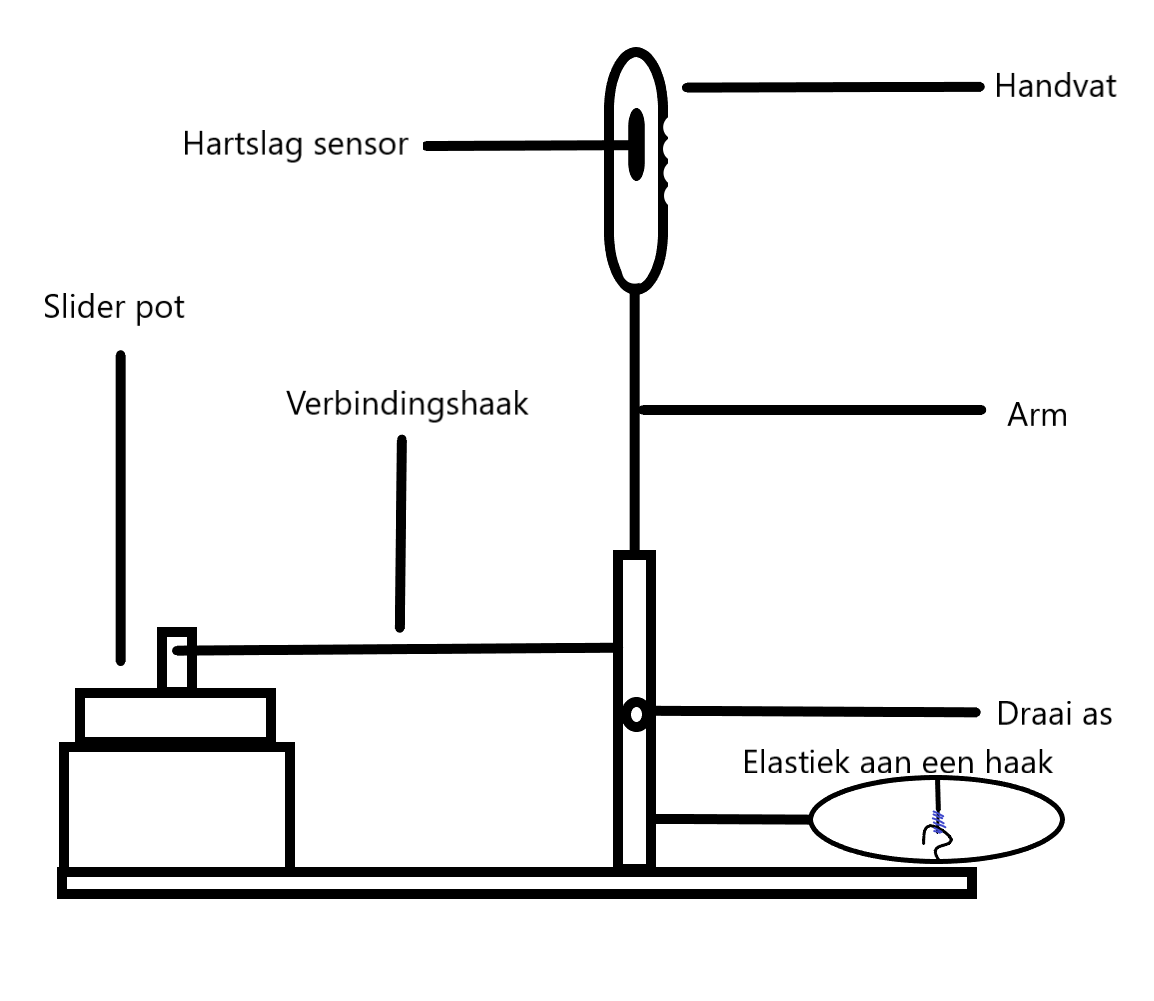 Handvat
Hartslag sensor
Slider pot
Verbindingshaak
Arm
Draai as
Elastiek aan een haak